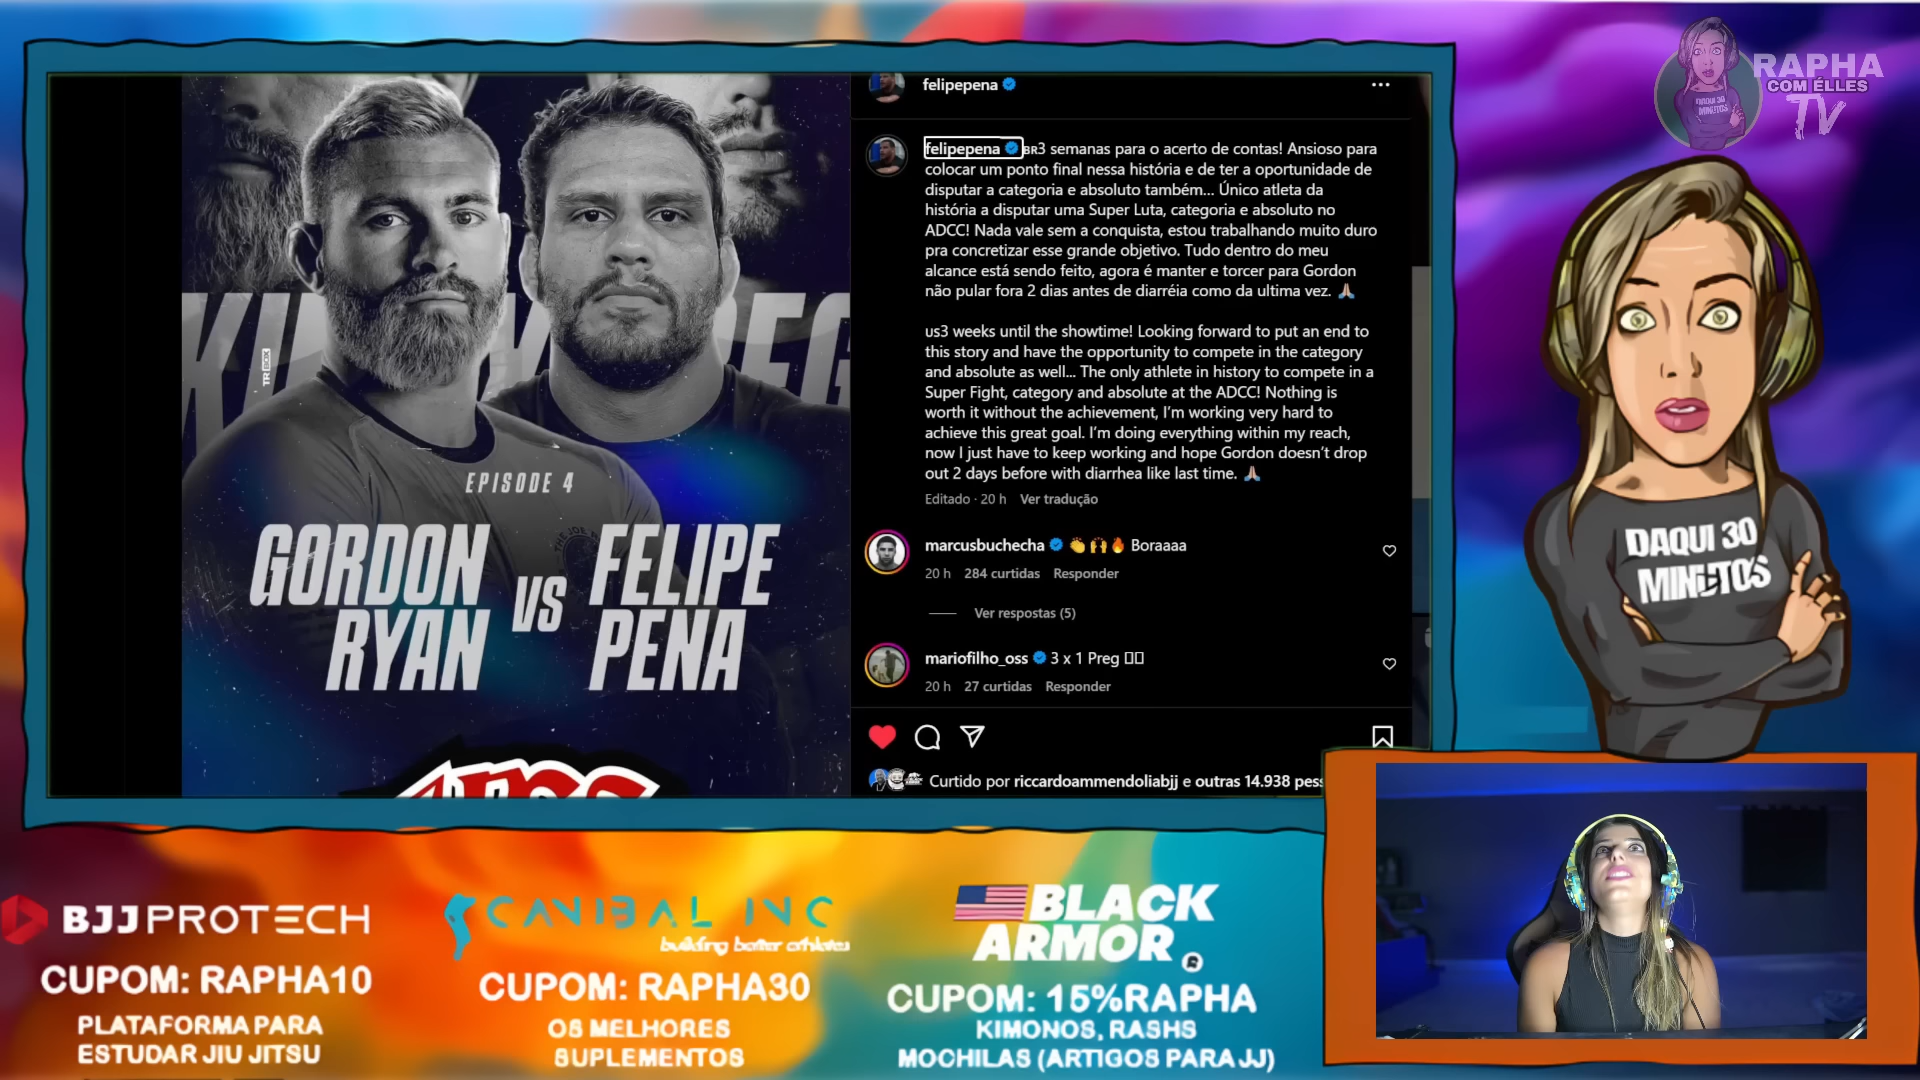 RAPHA
COM ÉLLES
TV
DAQUI 30
MINUTOS
felipepena
felipepena BR3 semanas para o acerto de contas! Ansioso para
colocar um ponto final nessa história e de ter a oportunidade de
disputar a categoria e absoluto também... Único atleta da
história a disputar uma Super Luta, categoria e absoluto no
ADCC! Nada vale sem a conquista, estou trabalhando muito duro
pra concretizar esse grande objetivo. Tudo dentro do meu
alcance está sendo feito, agora é manter e torcer para Gordon
não pular fora 2 dias antes de diarréia como da ultima vez. 🙏🏽
us3 weeks until the showtime! Looking forward to put an end to
this story and have the opportunity to compete in the category
and absolute as well... The only athlete in history to compete in a
Super Fight, category and absolute at the ADCC! Nothing is
worth it without the achievement, I'm working very hard to
achieve this great goal. I'm doing everything within my reach,
now I just have to keep working and hope Gordon doesn't drop
out 2 days before with diarrhea like last time. 🙏🏽
Editado · 20 h Ver tradução
marcusbuchecha 👏🙌🔥 Boraaaa
20 h 284 curtidas Responder
Ver respostas (5)
mariofilho_oss 3 x 1 Preg
20 h 27 curtidas Responder
Curtido por riccardoammendoliabjj e outras 14.938 pes
EPISODE 4
GORDON
RYAN
VS
FELIPE
PENA
DAQUI 30
MINUTOS
BJJPROTECH
CUPOM: RAPHA10
PLATAFORMA PARA
ESTUDAR JIU JITSU
CANIBAL INC
building better athletes
CUPOM: RAPHA30
OS MELHORES
SUPLEMENTOS
BLACK
ARMOR
CUPOM: 15%RAPHA
KIMONOS, RASHS
MOCHILAS (ARTIGOS PARA JJ)